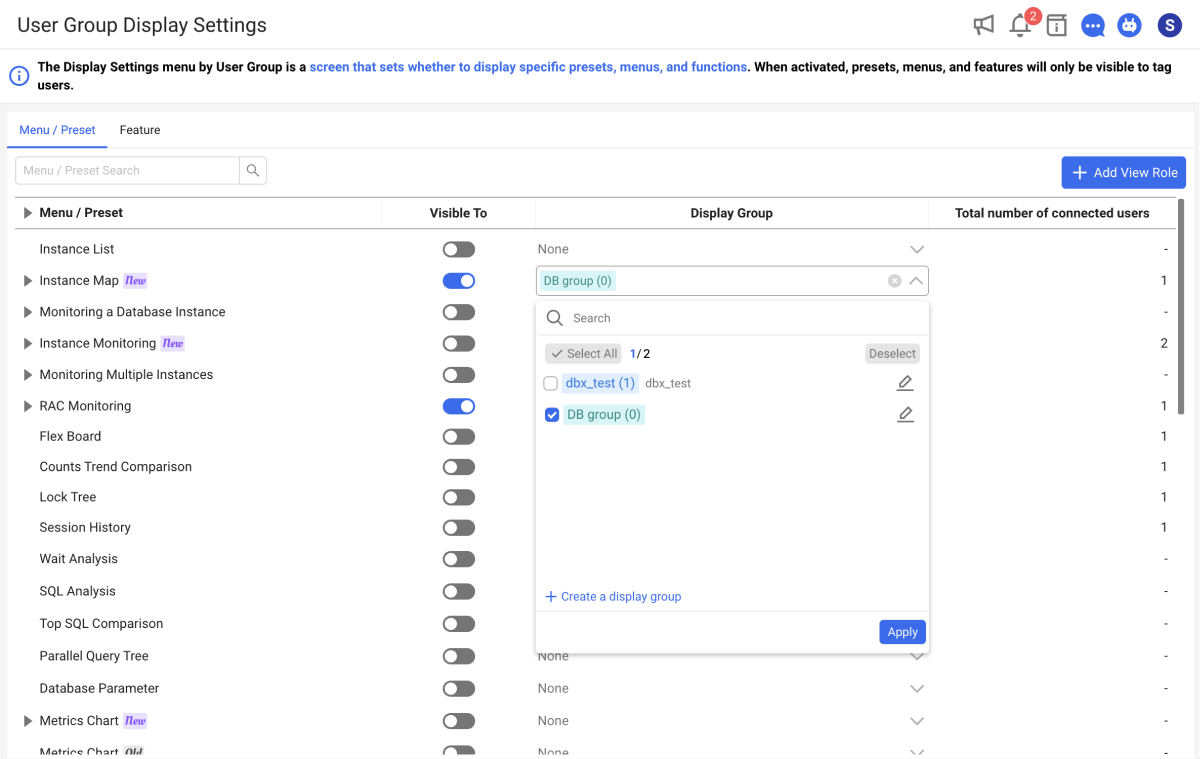 User Group Display Settings
2
S
The Display Settings menu by User Group is a screen that sets whether to display specific presets, menus, and functions. When activated, presets, menus, and features will only be visible to tag
users.
Menu / Preset Feature
Menu / Preset Search
Add View Role
Menu / Preset Visible To Display Group Total number of connected users
Instance List None -
Instance Map New DB group (0) 1
Monitoring a Database Instance -
Search
Instance Monitoring New 2
Select All 1/2 Deselect
Monitoring Multiple Instances -
dbx_test (1) dbx_test
RAC Monitoring 1
DB group (0)
Flex Board 1
Counts Trend Comparison 1
Lock Tree 1
Session History 1
Wait Analysis -
SQL Analysis -
Create a display group
Top SQL Comparison -
Apply
Parallel Query Tree None -
Database Parameter None -
Metrics Chart New None -
Metrics Chart Old None -